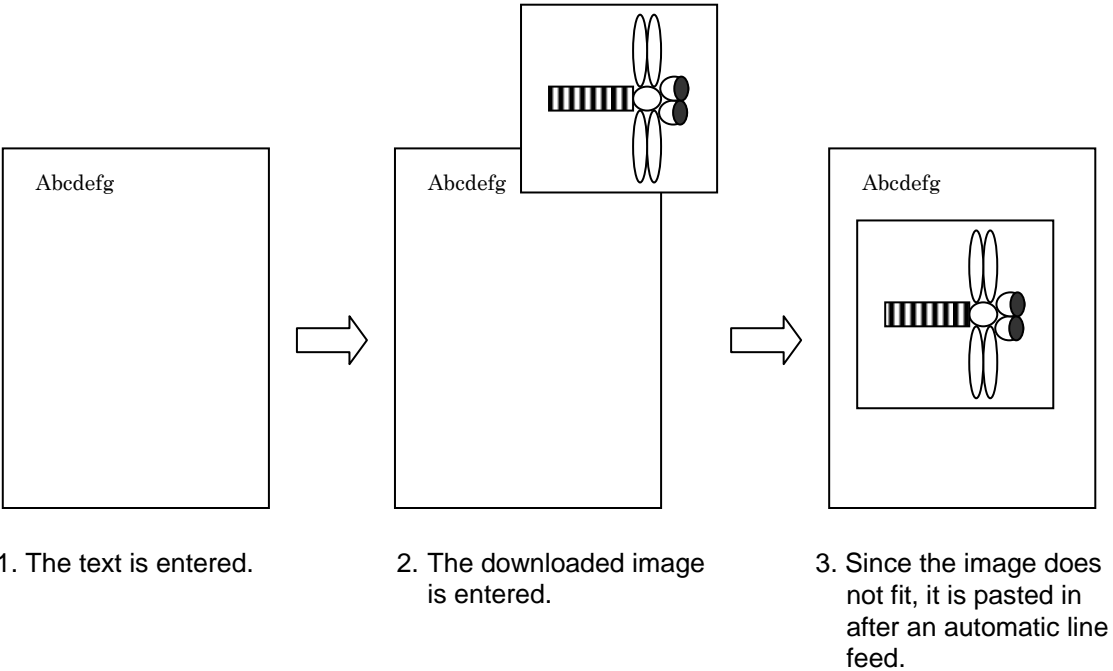 Abcdefg
Abcdefg
Abcdefg
1. The text is entered.
2. The downloaded image
is entered.
3. Since the image does
not fit, it is pasted in
after an automatic line
feed.